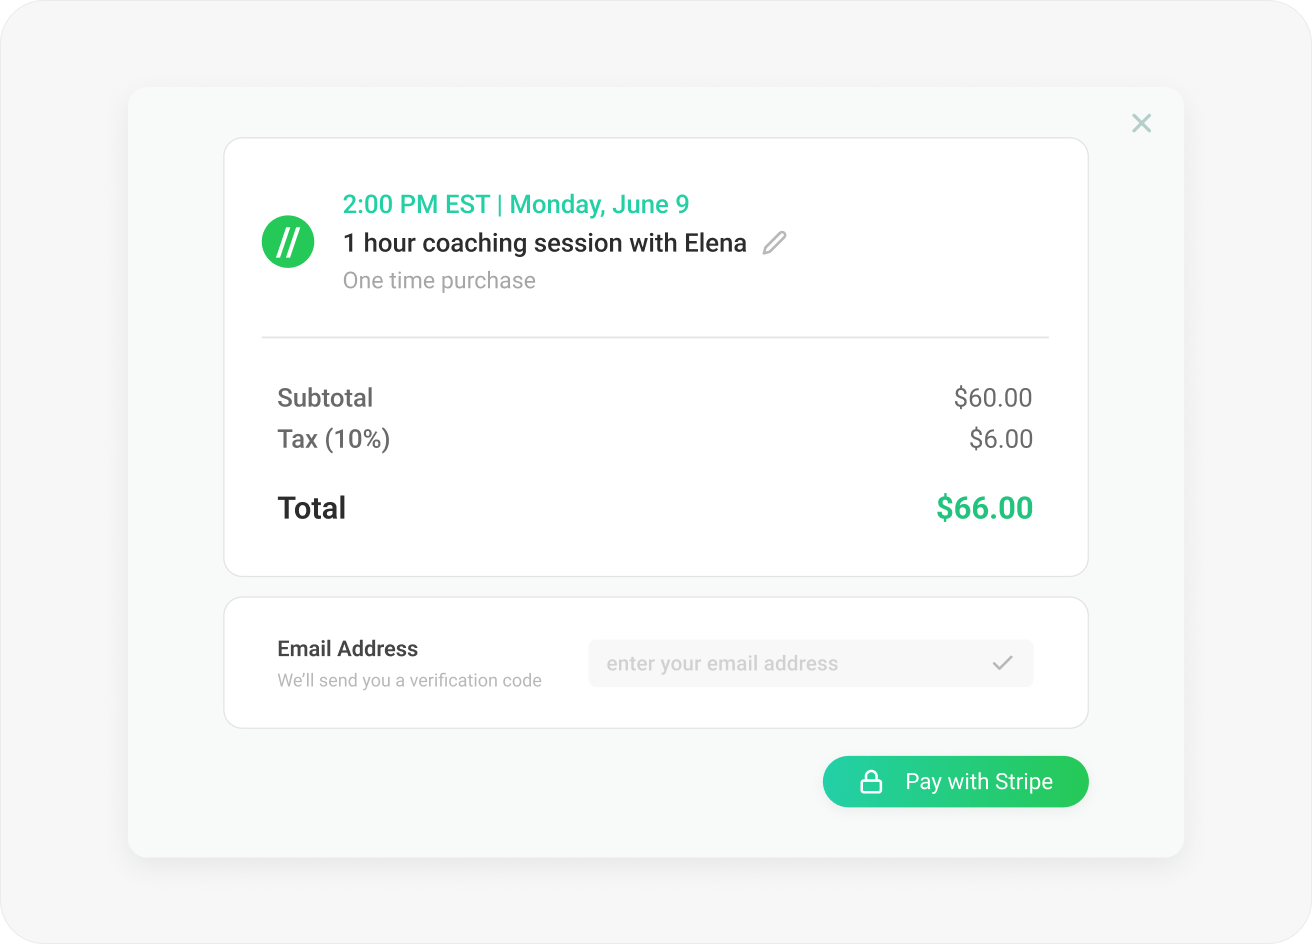 2:00 PM EST | Monday, June 9
1 hour coaching session with Elena
One time purchase
Subtotal $60.00
Tax (10%) $6.00
Total $66.00
Email Address
We’ll send you a verification code
enter your email address
Pay with Stripe